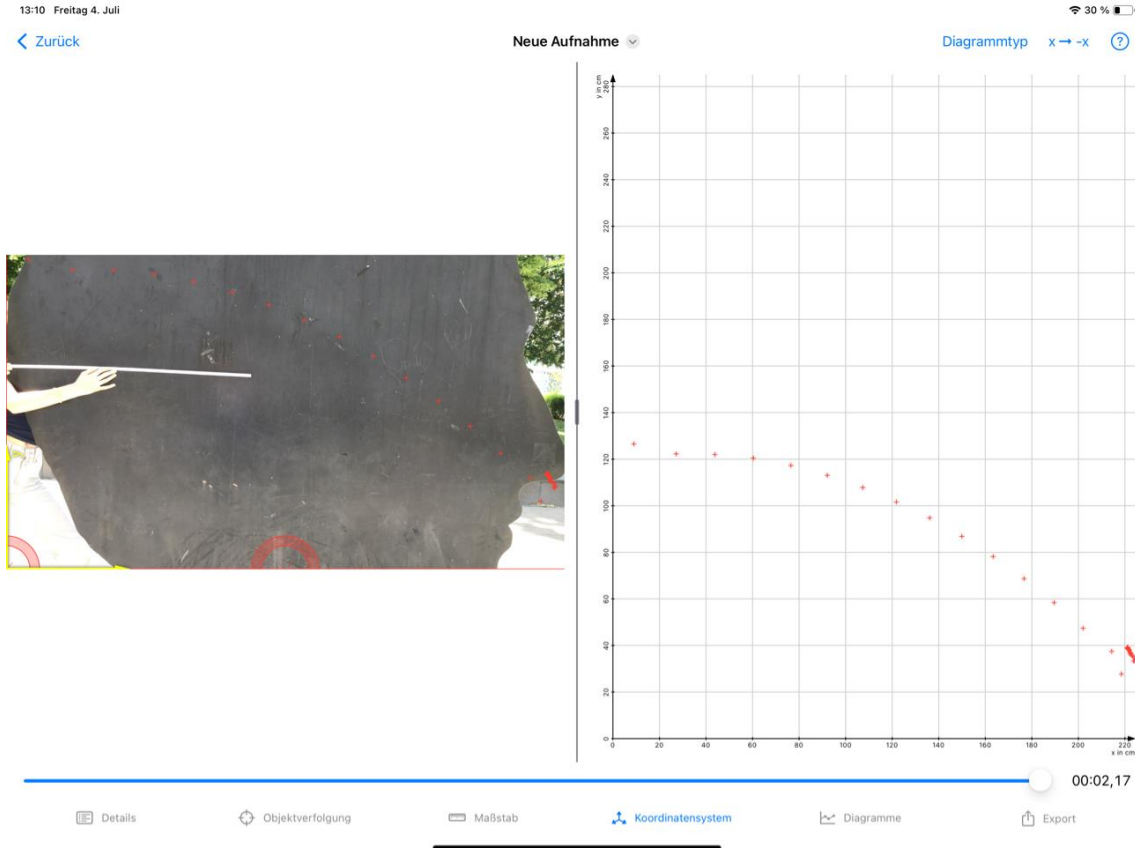 13:10 Freitag 4. Juli 30 %
Zurück Neue Aufnahme Diagrammtyp x → -x ?
y in cm
280
260
240
220
200
180
160
140
120
100
80
60
40
20
0
0 20 40 60 80 100 120 140 160 180 200 220
x in cm
00:02,17
Details Objektverfolgung Maßstab Koordinatensystem Diagramme Export